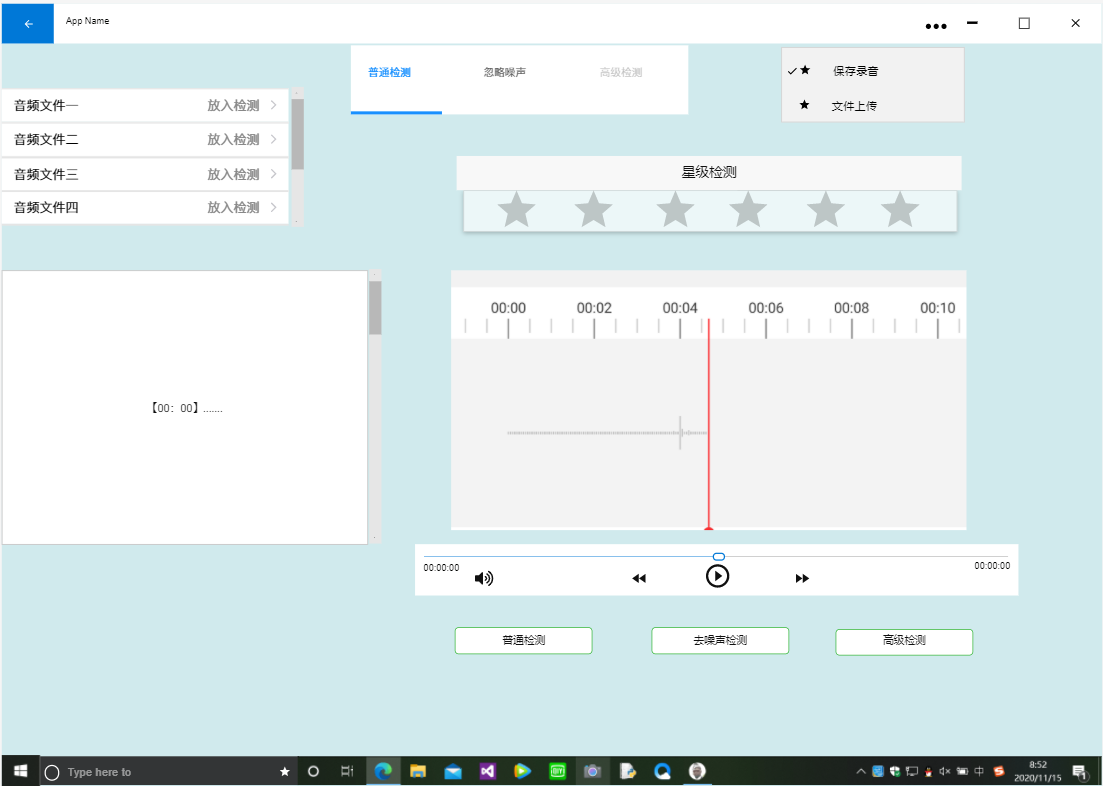 App Name
普通检测 忽略噪声 高级检测
保存录音
文件上传
音频文件一 放入检测
音频文件二 放入检测
音频文件三 放入检测
音频文件四 放入检测
星级检测
00:00 00:02 00:04 00:06 00:08 00:10
【00：00】.......
00:00:00 00:00:00
普通检测 去噪声检测 高级检测
Type here to
DIY
中
8:52
2020/11/15
1